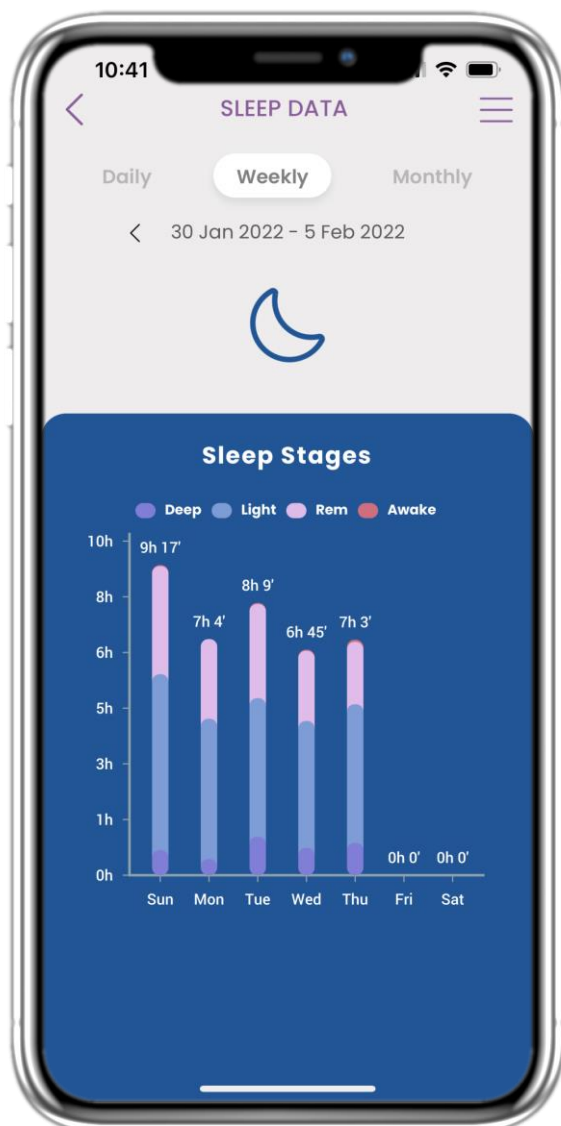 10:41
SLEEP DATA
Daily Weekly Monthly
30 Jan 2022 - 5 Feb 2022
Sleep Stages
Deep Light Rem Awake
10h
9h 17'
8h
8h 9'
7h 4'
6h 45'
7h 3'
6h
5h
3h
1h
0h 0' 0h 0'
0h
Sun Mon Tue Wed Thu Fri Sat